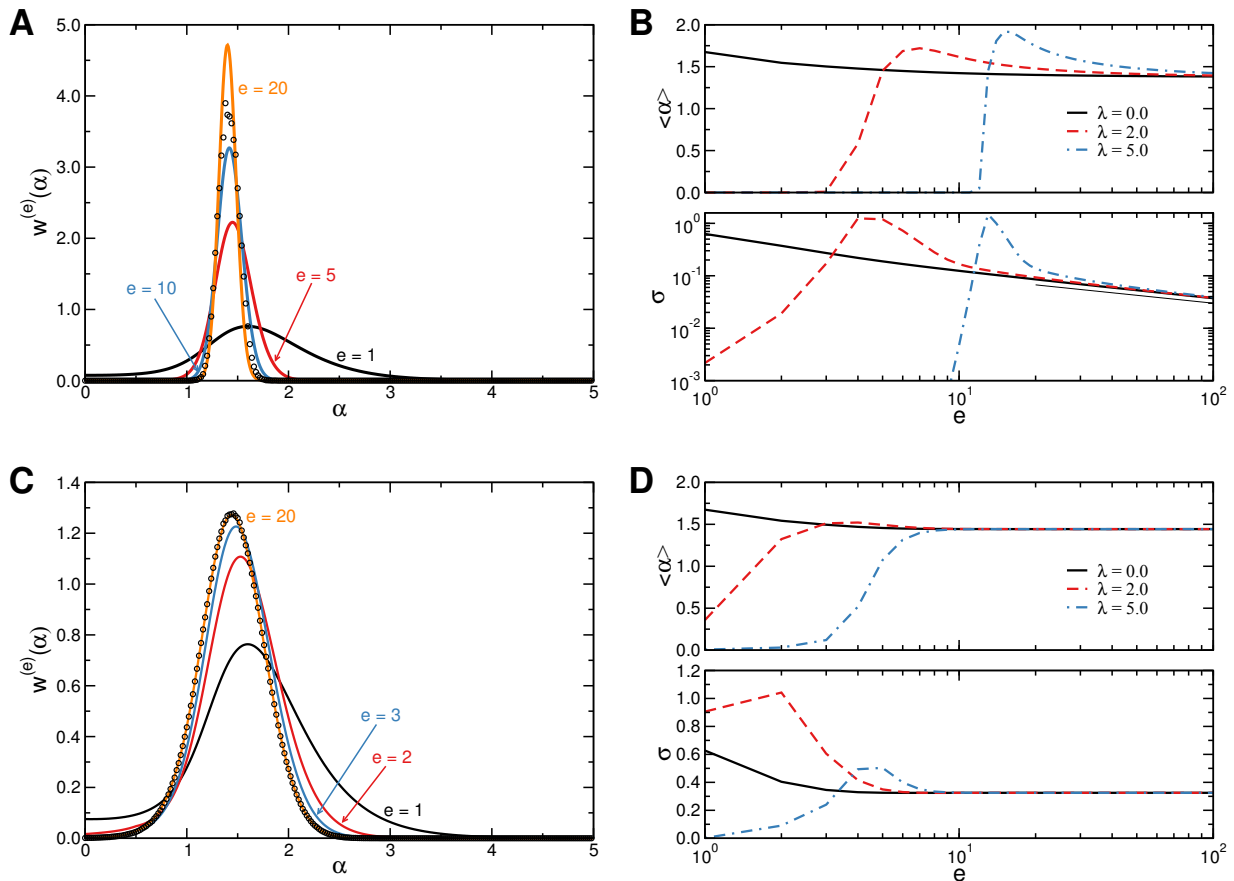 A
5.0
4.0
3.0
2.0
1.0
0.0
w(e)(α)
e = 20
e = 10
e = 5
e = 1
0 1 2 3 4 5
α
B
2.0
1.5
1.0
0.5
0.0
<α>
λ = 0.0
λ = 2.0
λ = 5.0
10^0
10^-1
10^-2
10^-3
σ
10^0 10^1 10^2
e
C
1.4
1.2
1.0
0.8
0.6
0.4
0.2
0.0
w(e)(α)
e = 20
e = 3
e = 2
e = 1
0 1 2 3 4 5
α
D
2.0
1.5
1.0
0.5
0.0
<α>
λ = 0.0
λ = 2.0
λ = 5.0
1.2
1.0
0.8
0.6
0.4
0.2
0.0
σ
10^0 10^1 10^2
e